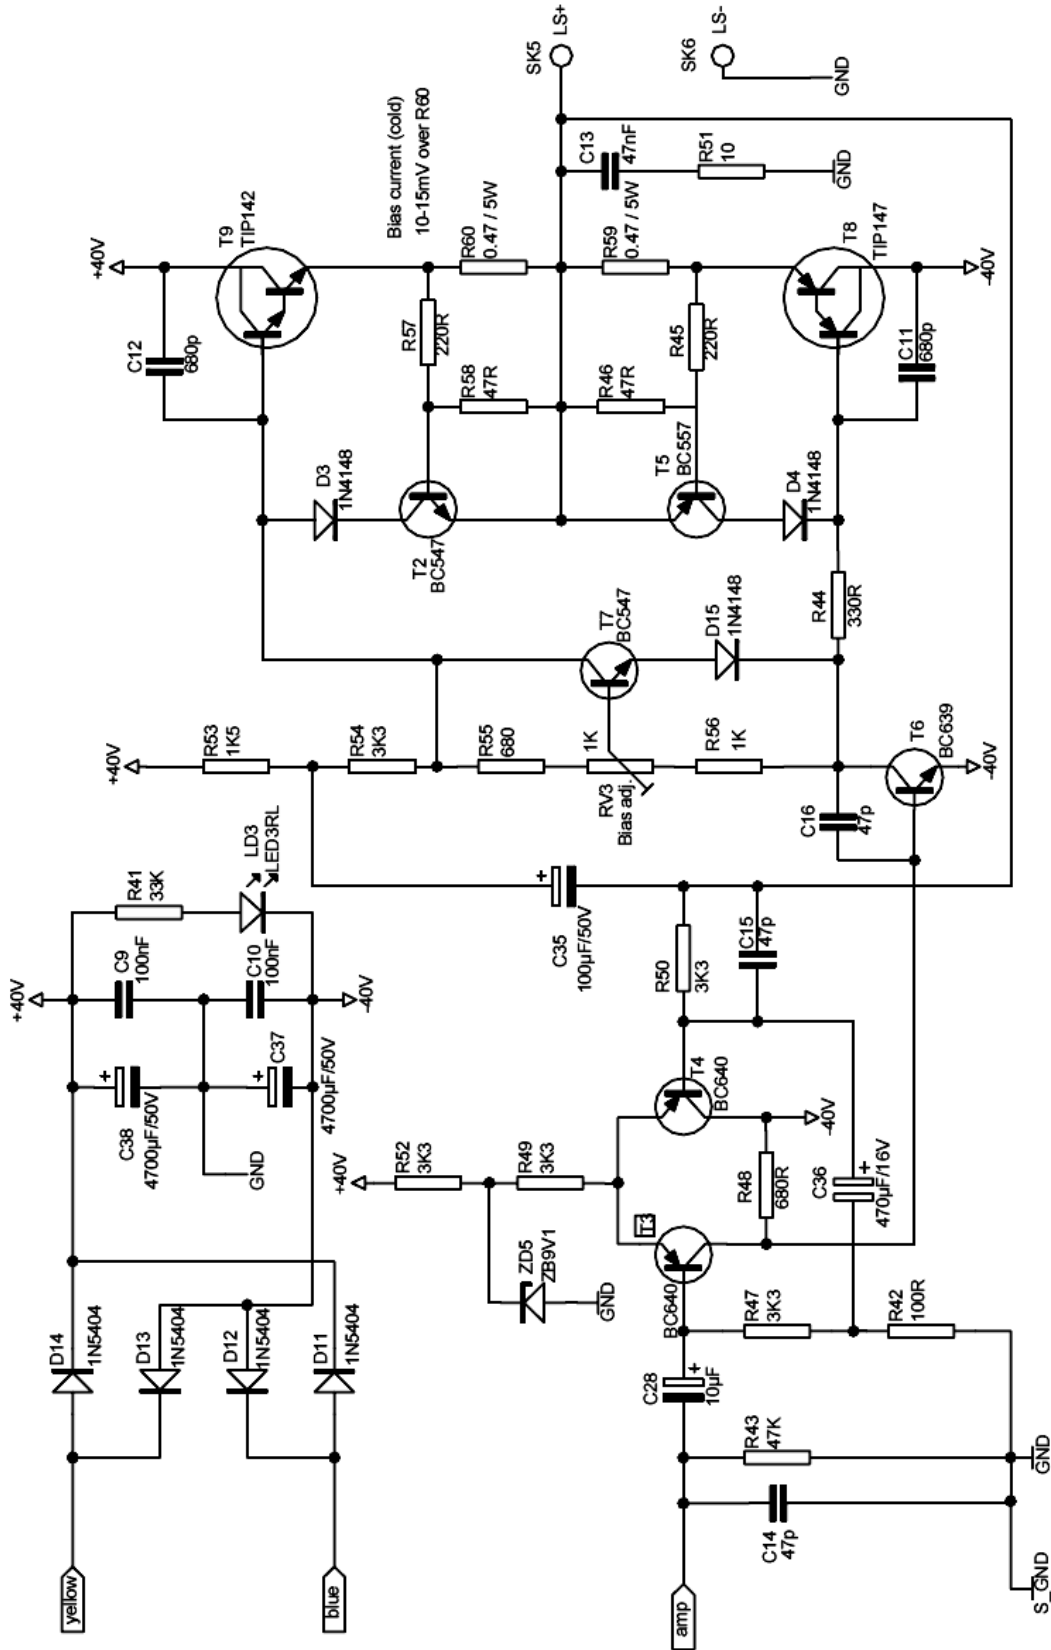 yellow
blue
D14
1N5404
D13
1N5404
D12
1N5404
D11
1N5404
C38
4700µF/50V
C37
4700µF/50V
GND
+40V
-40V
C9
100nF
C10
100nF
R41
33K
LD3
LED3RL
+40V
R53
1K5
R54
3K3
R55
680
1K
RV3
Bias adj.
R56
1K
T6
BC639
-40V
C16
47p
T7
BC547
D15
1N4148
R44
330R
D3
1N4148
T2
BC547
T5
BC557
D4
1N4148
C12
680p
+40V
T9
TIP142
Bias current (cold)
10-15mV over R60
R57
220R
R58
47R
R46
47R
R45
220R
R60
0.47 / 5W
R59
0.47 / 5W
T8
TIP147
C11
680p
-40V
C13
47nF
R51
10
GND
SK5
LS+
SK6
LS-
GND
C35
100µF/50V
R50
3K3
C15
47p
+40V
R52
3K3
R49
3K3
ZD5
ZB9V1
GND
T3
BC640
T4
BC640
-40V
R48
680R
C36
470µF/16V
R47
3K3
R42
100R
C28
10µF
R43
47K
C14
47p
amp
GND
S_GND